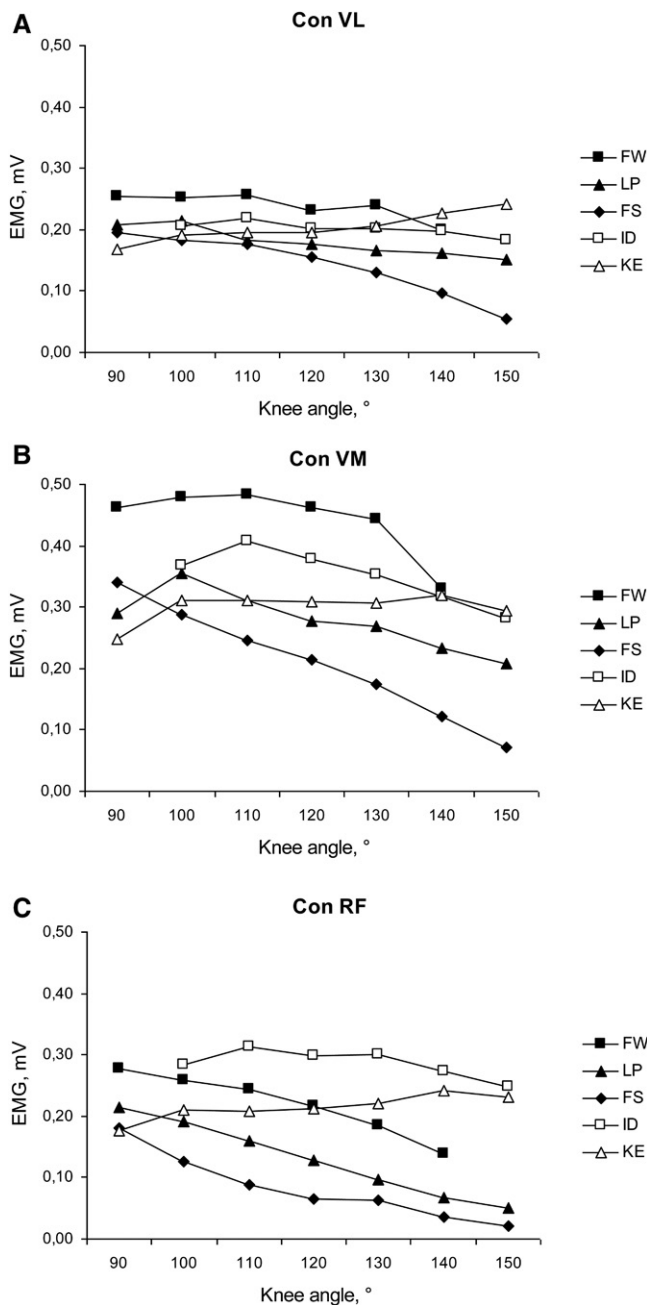 A
Con VL
0,50
0,40
0,30
0,20
0,10
0,00
EMG, mV
90 100 110 120 130 140 150
Knee angle, °
FW
LP
FS
ID
KE
B
Con VM
0,50
0,40
0,30
0,20
0,10
0,00
EMG, mV
90 100 110 120 130 140 150
Knee angle, °
FW
LP
FS
ID
KE
C
Con RF
0,50
0,40
0,30
0,20
0,10
0,00
EMG, mV
90 100 110 120 130 140 150
Knee angle, °
FW
LP
FS
ID
KE